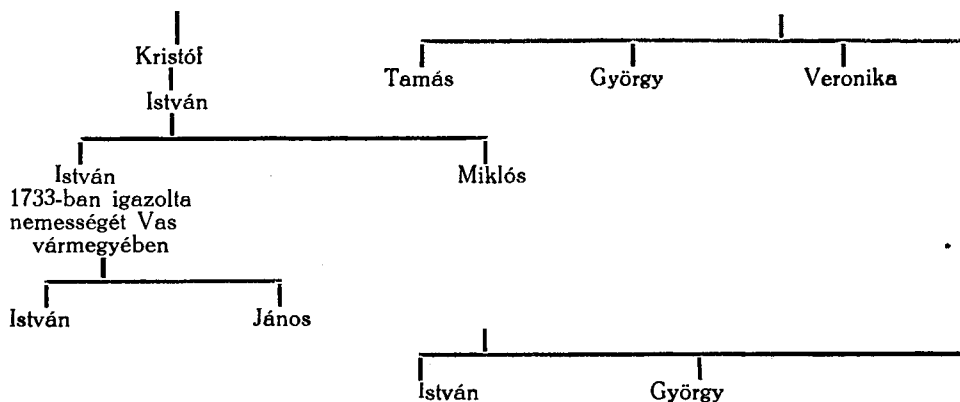 Kristóf
Tamás György Veronika
István
István Miklós
1733-ban igazolta
nemességét Vas
vármegyében
István János
István György